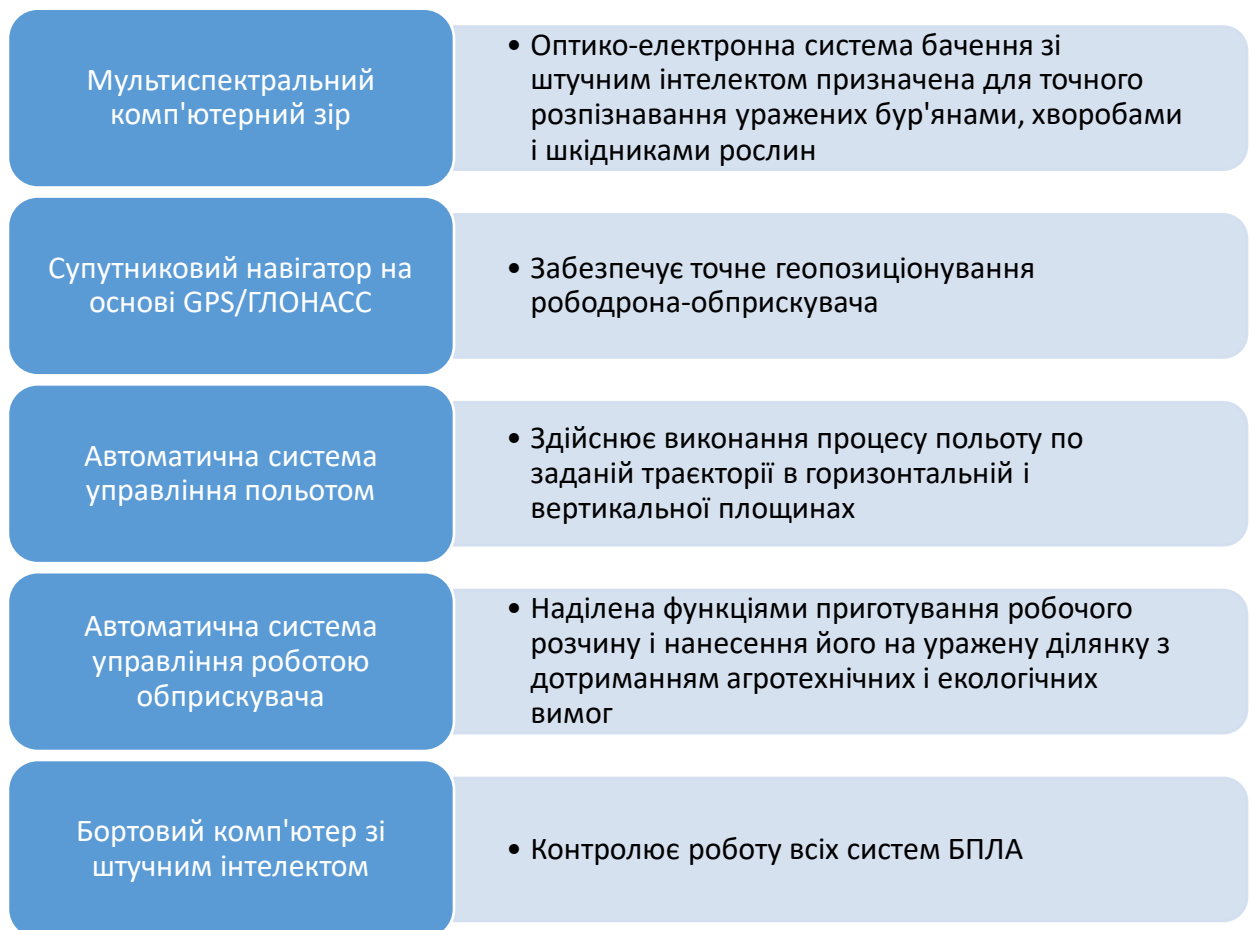 Мультиспектральний
комп'ютерний зір
• Оптико-електронна система бачення зі
штучним інтелектом призначена для точного
розпізнавання уражених бур'янами, хворобами
і шкідниками рослин
Супутниковий навігатор на
основі GPS/ГЛОНАСС
• Забезпечує точне геопозиціонування
рободрона-обприскувача
Автоматична система
управління польотом
• Здійснює виконання процесу польоту по
заданій траєкторії в горизонтальній і
вертикальної площинах
Автоматична система
управління роботою
обприскувача
• Наділена функціями приготування робочого
розчину і нанесення його на уражену ділянку з
дотриманням агротехнічних і екологічних
вимог
Бортовий комп'ютер зі
штучним інтелектом
• Контролює роботу всіх систем БПЛА